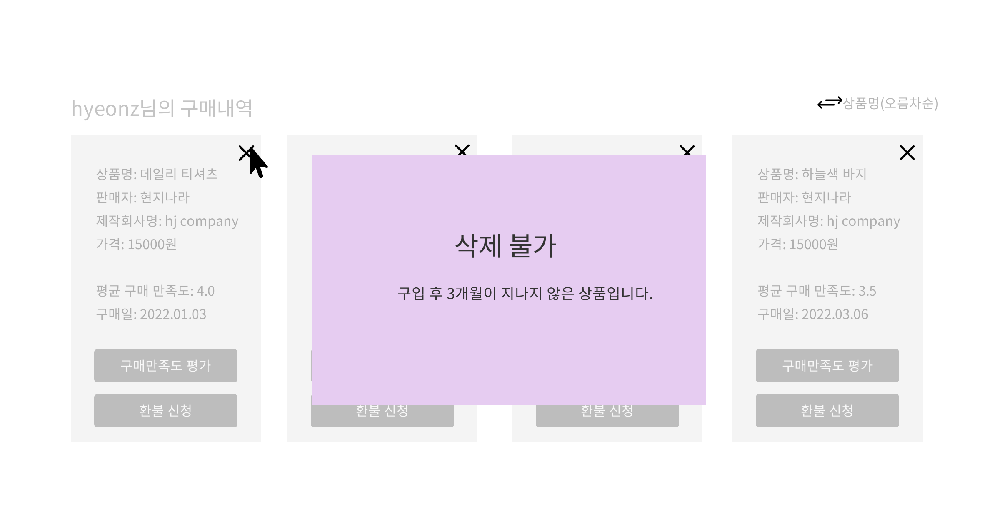 hyeonz님의 구매내역
상품명(오름차순)
상품명: 데일리 티셔츠
판매자: 현지나라
제작회사명: hj company
가격: 15000원
평균 구매 만족도: 4.0
구매일: 2022.01.03
구매만족도 평가
환불 신청
삭제 불가
구입 후 3개월이 지나지 않은 상품입니다.
환불 신청
환불 신청
상품명: 하늘색 바지
판매자: 현지나라
제작회사명: hj company
가격: 15000원
평균 구매 만족도: 3.5
구매일: 2022.03.06
구매만족도 평가
환불 신청